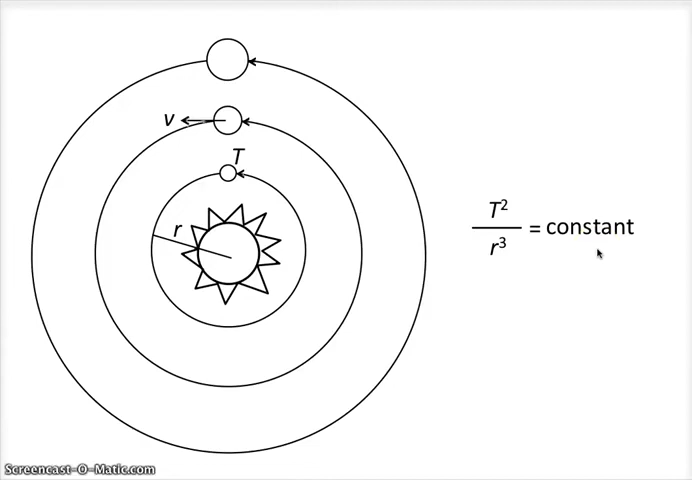 v
T
r
T² / r³ = constant
Screencast-O-Matic.com